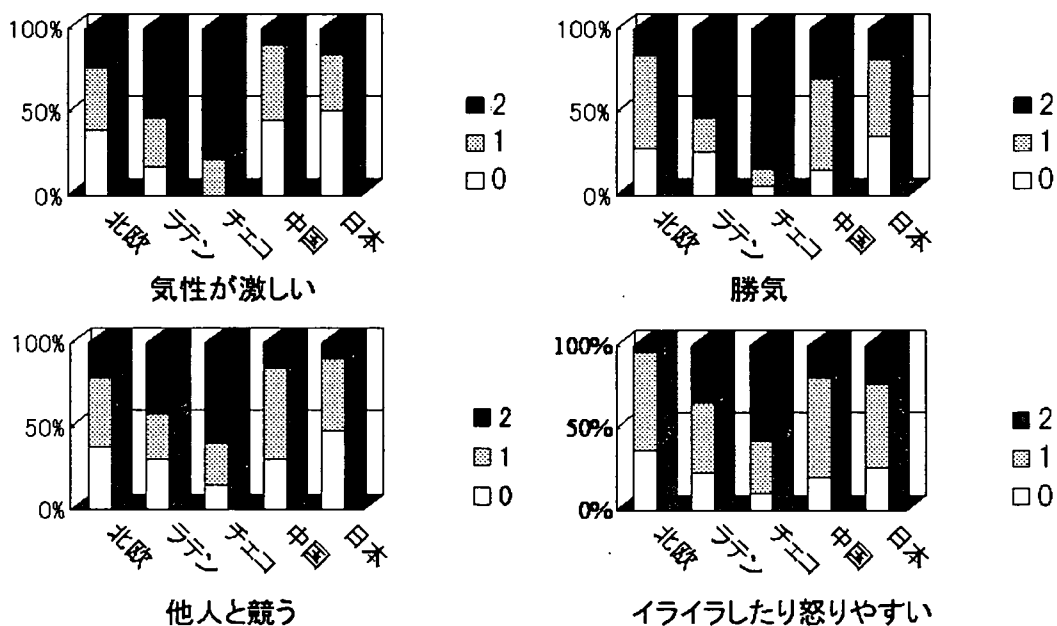 100%
50%
0%
北欧
ラテン
チェコ
中国
日本
2
1
0
気性が激しい
100%
50%
0%
北欧
ラテン
チェコ
中国
日本
2
1
0
勝気
100%
50%
0%
北欧
ラテン
チェコ
中国
日本
2
1
0
他人と競う
100%
50%
0%
北欧
ラテン
チェコ
中国
日本
2
1
0
イライラしたり怒りやすい